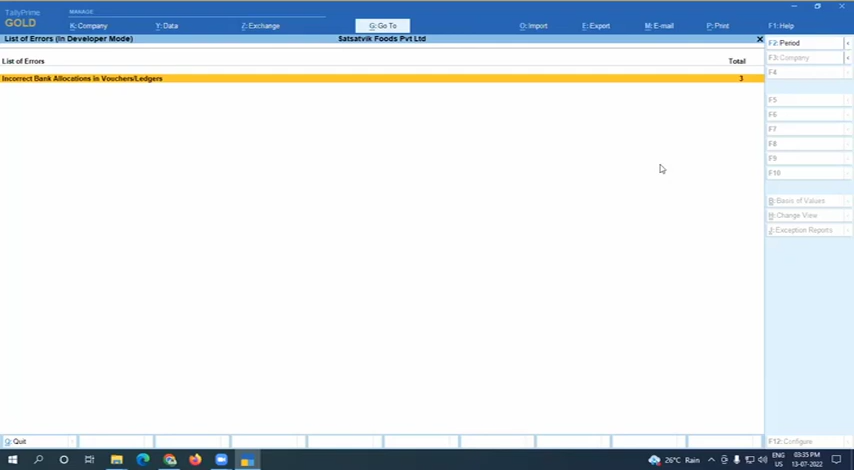 TallyPrime
GOLD
MANAGE
K: Company
Y: Data
Z: Exchange
G: Go To
O: Import
E: Export
M: E-mail
P: Print
F1: Help
List of Errors (In Developer Mode)
Satsatvik Foods Pvt Ltd
List of Errors
Total
Incorrect Bank Allocations in Vouchers/Ledgers
3
F2: Period
F3: Company
F4
F5
F6
F7
F8
F9
F10
B: Basis of Values
H: Change View
J: Exception Reports
Q: Quit
F12: Configure
26°C Rain
ENG
US
03:35 PM
13-07-2022